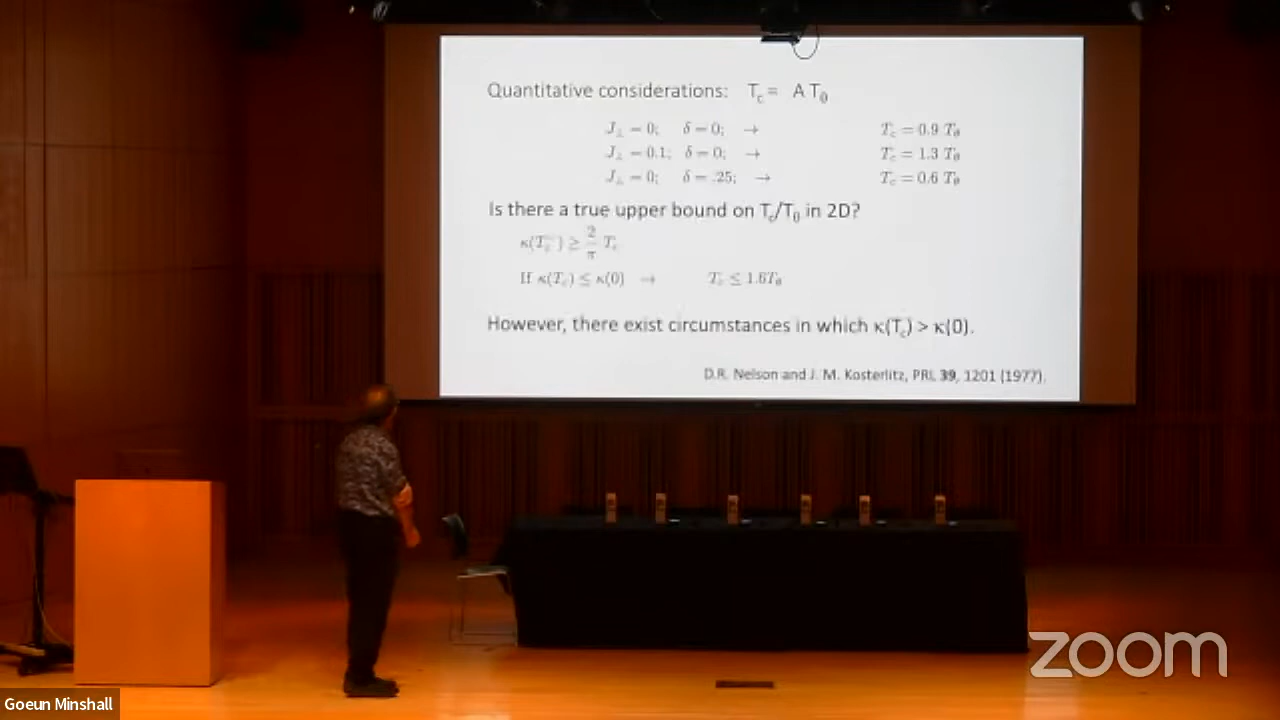 Quantitative considerations: T_c = A T_θ
J_⊥ = 0; δ = 0; → T_c = 0.9 T_θ
J_⊥ = 0.1; δ = 0; → T_c = 1.3 T_θ
J_⊥ = 0; δ = .25; → T_c = 0.6 T_θ
Is there a true upper bound on T_c/T_θ in 2D?
κ(T_c^-) ≥ 2/π T_c
If κ(T_c) ≤ κ(0) → T_c ≤ 1.6T_θ
However, there exist circumstances in which κ(T_c) > κ(0).
D.R. Nelson and J. M. Kosterlitz, PRL 39, 1201 (1977).
zoom
Goeun Minshall